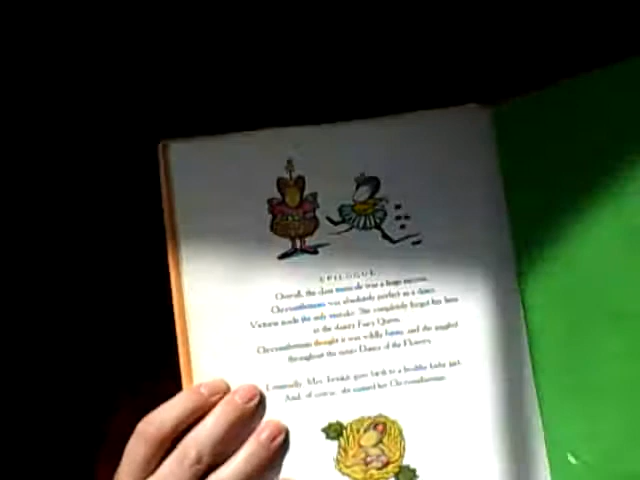 EPILOGUE
Overall, the class musicale was a huge success.
Chrysanthemum was absolutely perfect as a daisy.
Victoria made the only mistake. She completely forgot her lines
as the dainty Fairy Queen.
Chrysanthemum thought it was wildly funny, and she giggled
throughout the entire Dance of the Flowers.
Eventually, Mrs. Twinkle gave birth to a healthy baby girl.
And, of course, she named her Chrysanthemum.